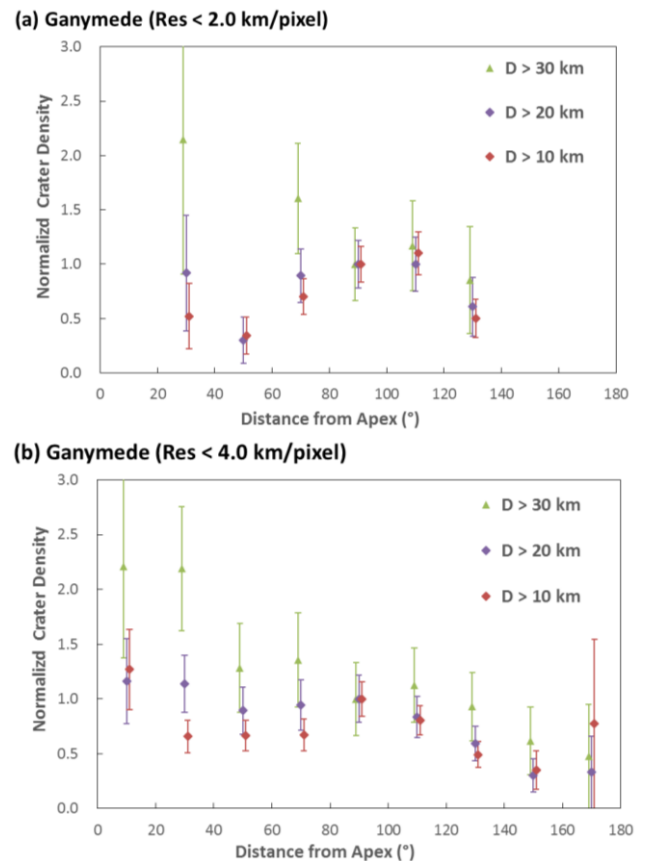 (a) Ganymede (Res < 2.0 km/pixel)
3.0
2.5
2.0
1.5
1.0
0.5
0.0
Normalizd Crater Density
D > 30 km
D > 20 km
D > 10 km
0 20 40 60 80 100 120 140 160 180
Distance from Apex (°)
(b) Ganymede (Res < 4.0 km/pixel)
3.0
2.5
2.0
1.5
1.0
0.5
0.0
Normalizd Crater Density
D > 30 km
D > 20 km
D > 10 km
0 20 40 60 80 100 120 140 160 180
Distance from Apex (°)